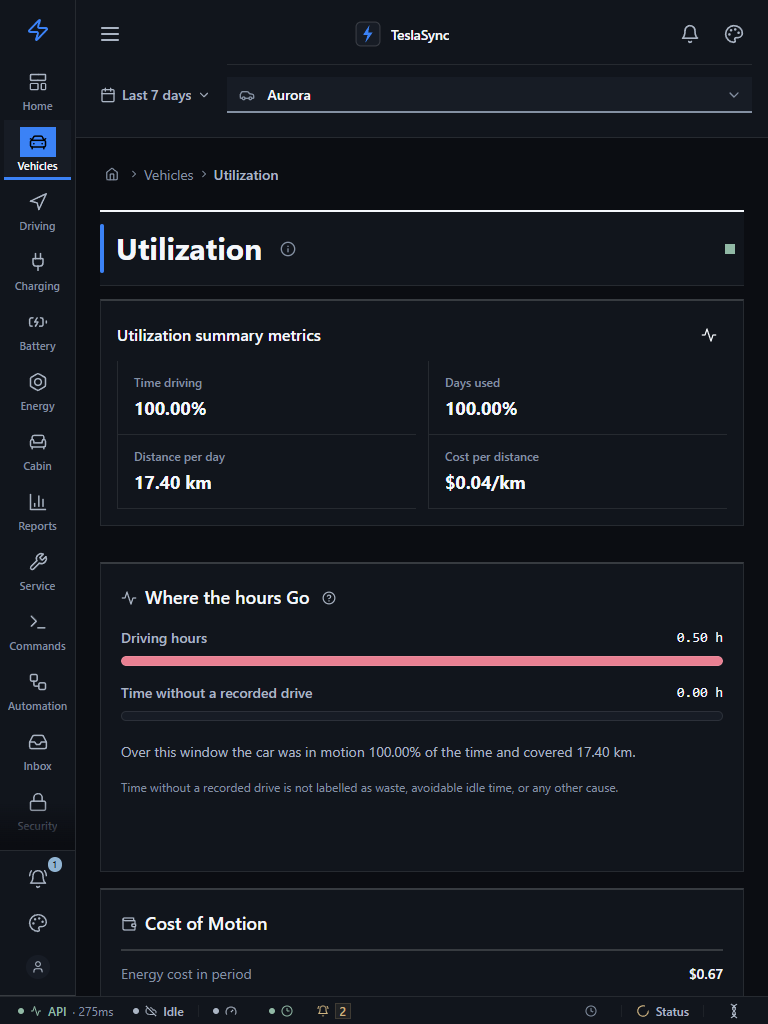 TeslaSync
Last 7 days
Aurora
Home
Vehicles
Driving
Charging
Battery
Energy
Cabin
Reports
Service
Commands
Automation
Inbox
Security
1
Vehicles > Utilization
Utilization
Utilization summary metrics
Time driving
100.00%
Days used
100.00%
Distance per day
17.40 km
Cost per distance
$0.04/km
Where the hours Go
Driving hours 0.50 h
Time without a recorded drive 0.00 h
Over this window the car was in motion 100.00% of the time and covered 17.40 km.
Time without a recorded drive is not labelled as waste, avoidable idle time, or any other cause.
Cost of Motion
Energy cost in period $0.67
API · 275ms Idle 2 Status